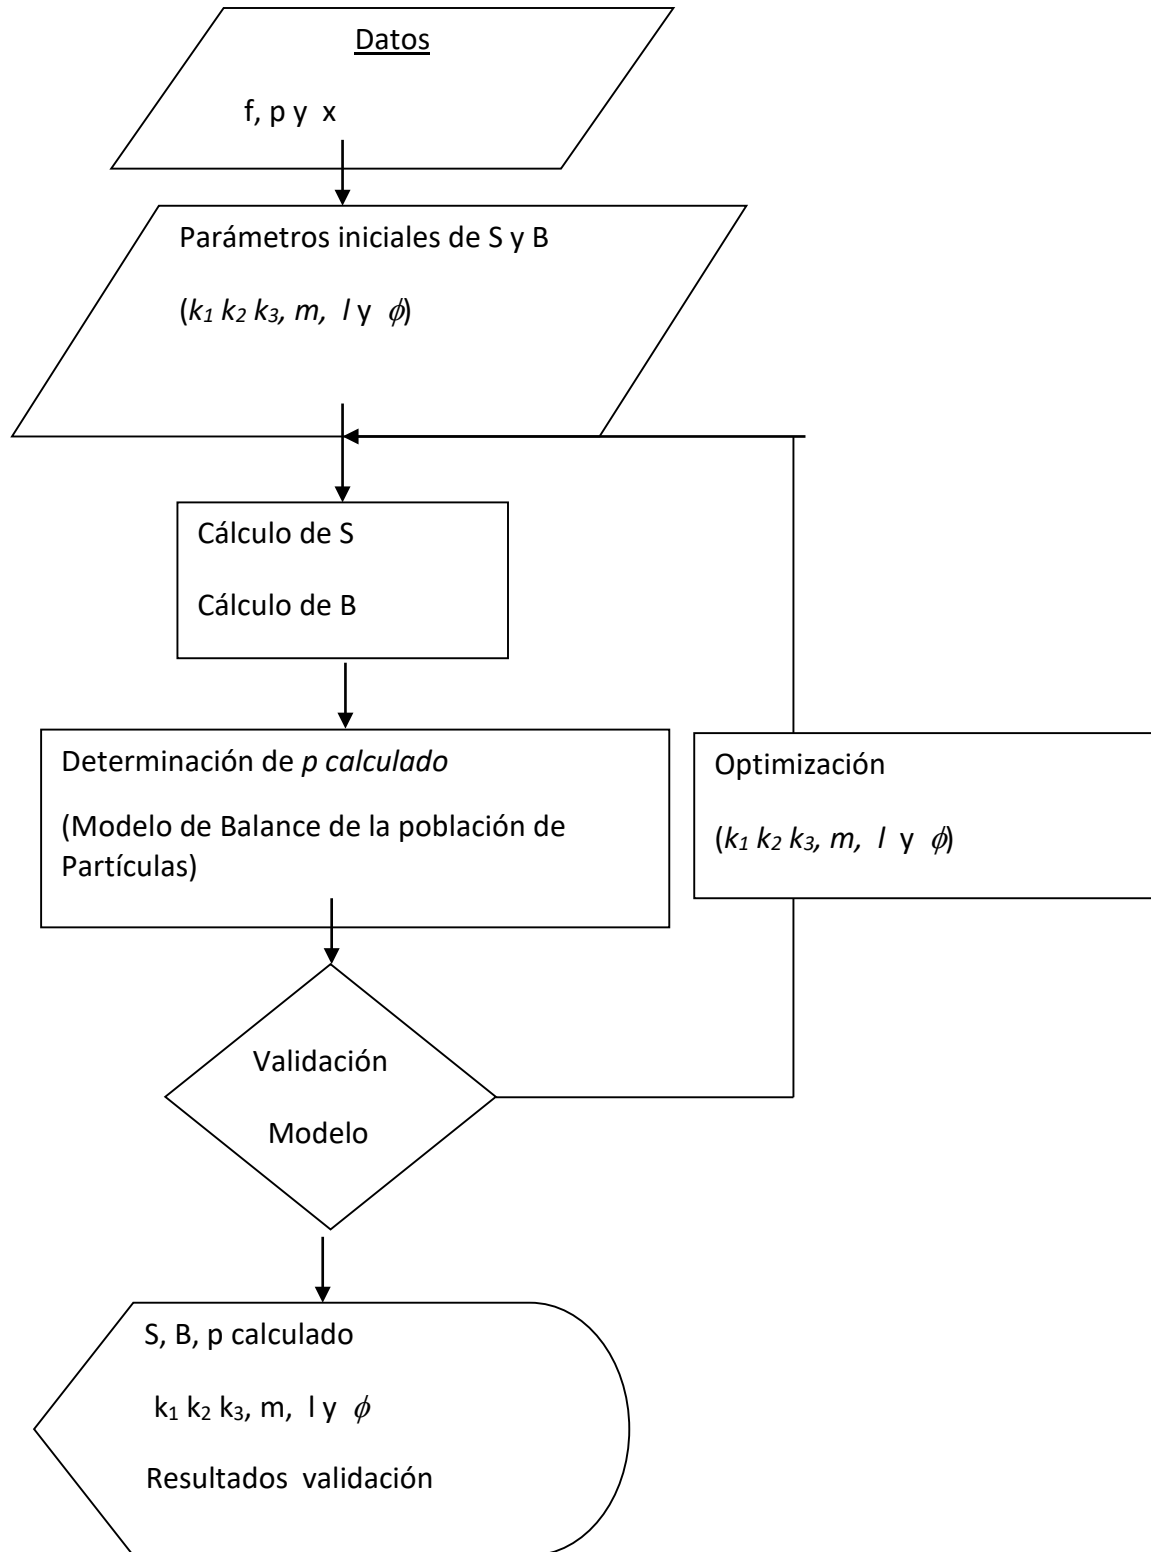 Datos
f, p y x
Parámetros iniciales de S y B
(k₁ k₂ k₃, m, l y ϕ)
Cálculo de S
Cálculo de B
Determinación de p calculado
(Modelo de Balance de la población de
Partículas)
Optimización
(k₁ k₂ k₃, m, l y ϕ)
Validación
Modelo
S, B, p calculado
k₁ k₂ k₃, m, l y ϕ
Resultados validación